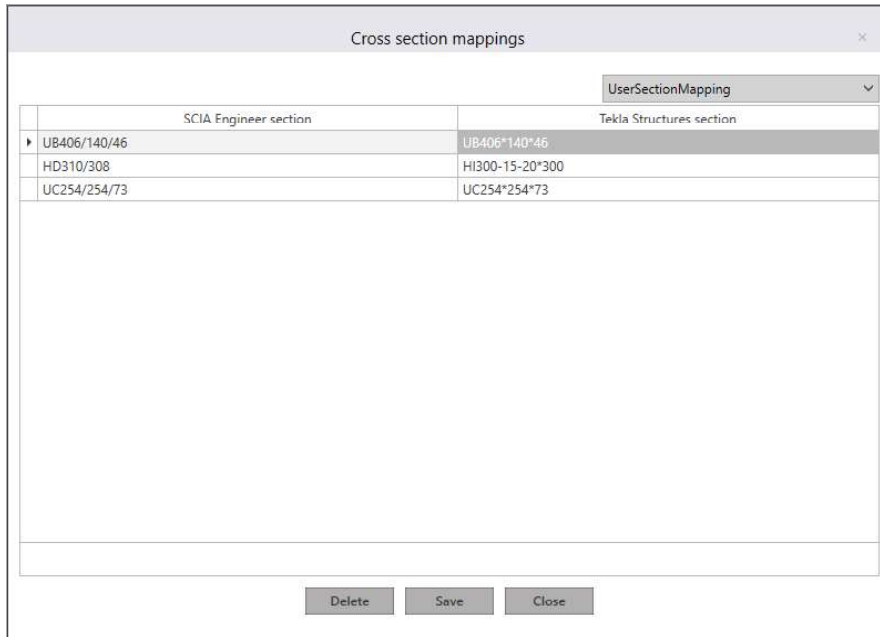 Cross section mappings
UserSectionMapping
SCIA Engineer section Tekla Structures section
UB406/140/46 UB406*140*46
HD310/308 HI300-15-20*300
UC254/254/73 UC254*254*73
Delete Save Close